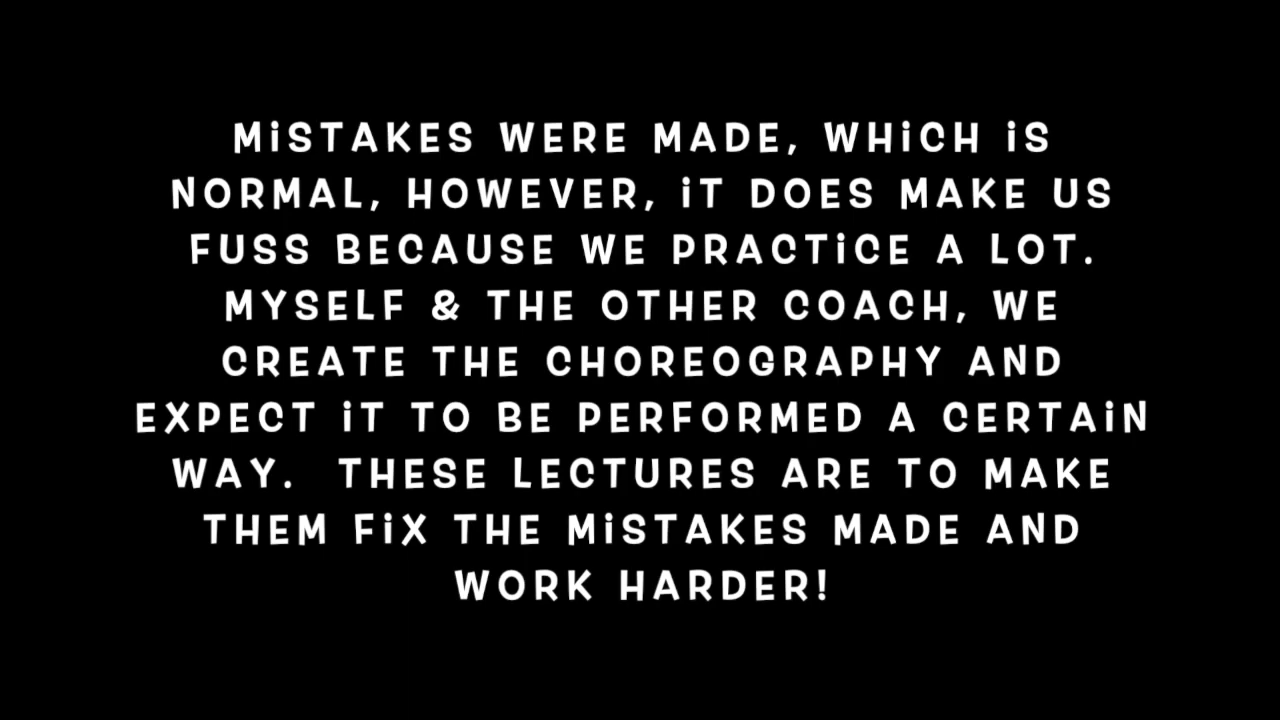 MiSTAKES WERE MADE, WHiCH iS
NORMAL, HOWEVER, iT DOES MAKE US
FUSS BECAUSE WE PRACTiCE A LOT.
MYSELF & THE OTHER COACH, WE
CREATE THE CHOREOGRAPHY AND
EXPECT iT TO BE PERFORMED A CERTAiN
WAY. THESE LECTURES ARE TO MAKE
THEM FiX THE MiSTAKES MADE AND
WORK HARDER!